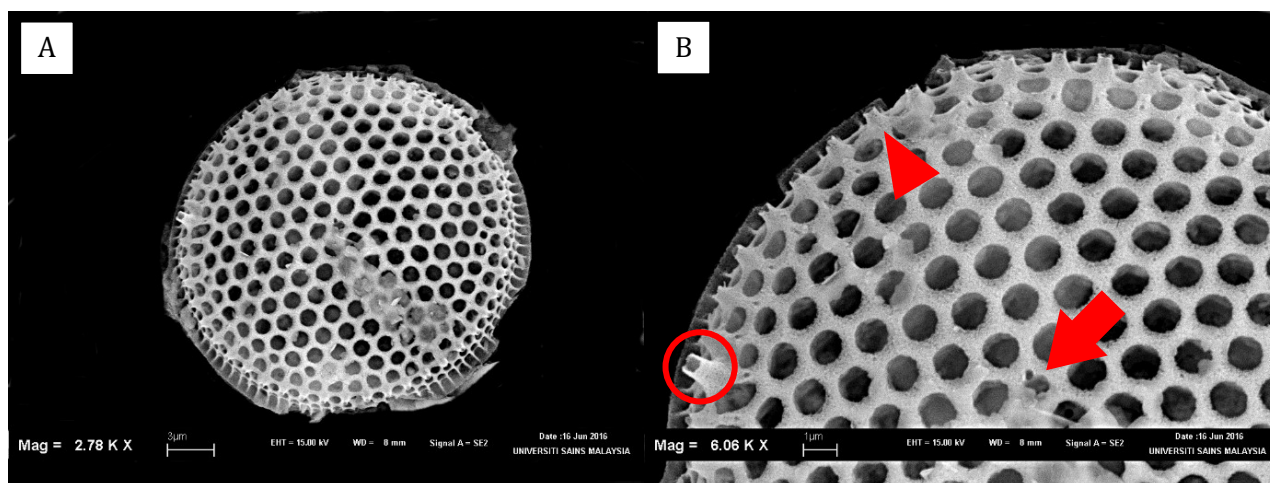 A
Mag = 2.78 K X
3µm
EHT = 15.00 kV
WD = 8 mm
Signal A = SE2
Date :16 Jun 2016
UNIVERSITI SAINS MALAYSIA
B
Mag = 6.06 K X
1µm
EHT = 15.00 kV
WD = 8 mm
Signal A = SE2
Date :16 Jun 2016
UNIVERSITI SAINS MALAYSIA